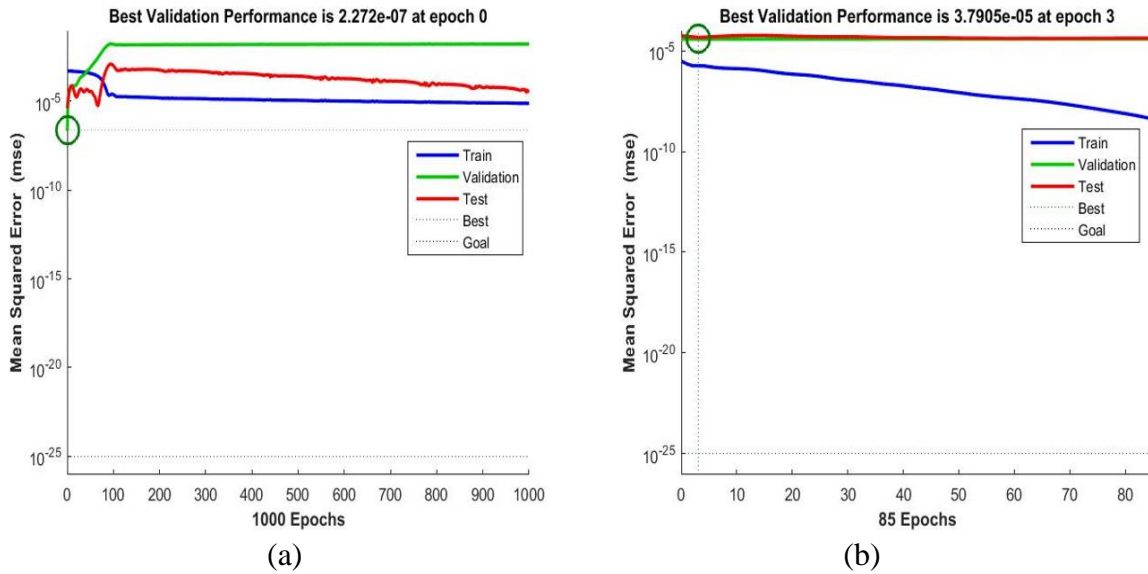 Best Validation Performance is 2.272e-07 at epoch 0
Mean Squared Error (mse)
10^-5
10^-10
10^-15
10^-20
10^-25
Train
Validation
Test
Best
Goal
0 100 200 300 400 500 600 700 800 900 1000
1000 Epochs
(a)
Best Validation Performance is 3.7905e-05 at epoch 3
Mean Squared Error (mse)
10^-5
10^-10
10^-15
10^-20
10^-25
Train
Validation
Test
Best
Goal
0 10 20 30 40 50 60 70 80
85 Epochs
(b)